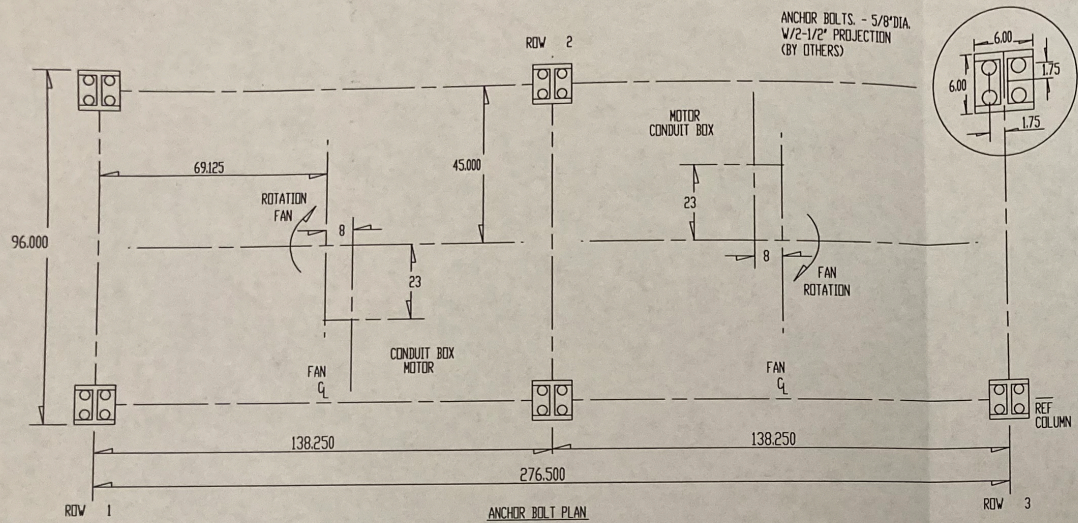 ANCHOR BOLTS. - 5/8"DIA.
W/2-1/2" PROJECTION
(BY OTHERS)
6.00
6.00
1.75
1.75
ROW 2
MOTOR
CONDUIT BOX
69.125
45.000
ROTATION
FAN
8
23
23
8
96.000
FAN
ROTATION
CONDUIT BOX
MOTOR
FAN
CL
FAN
CL
REF
COLUMN
138.250
138.250
276.500
ROW 1
ANCHOR BOLT PLAN
ROW 3